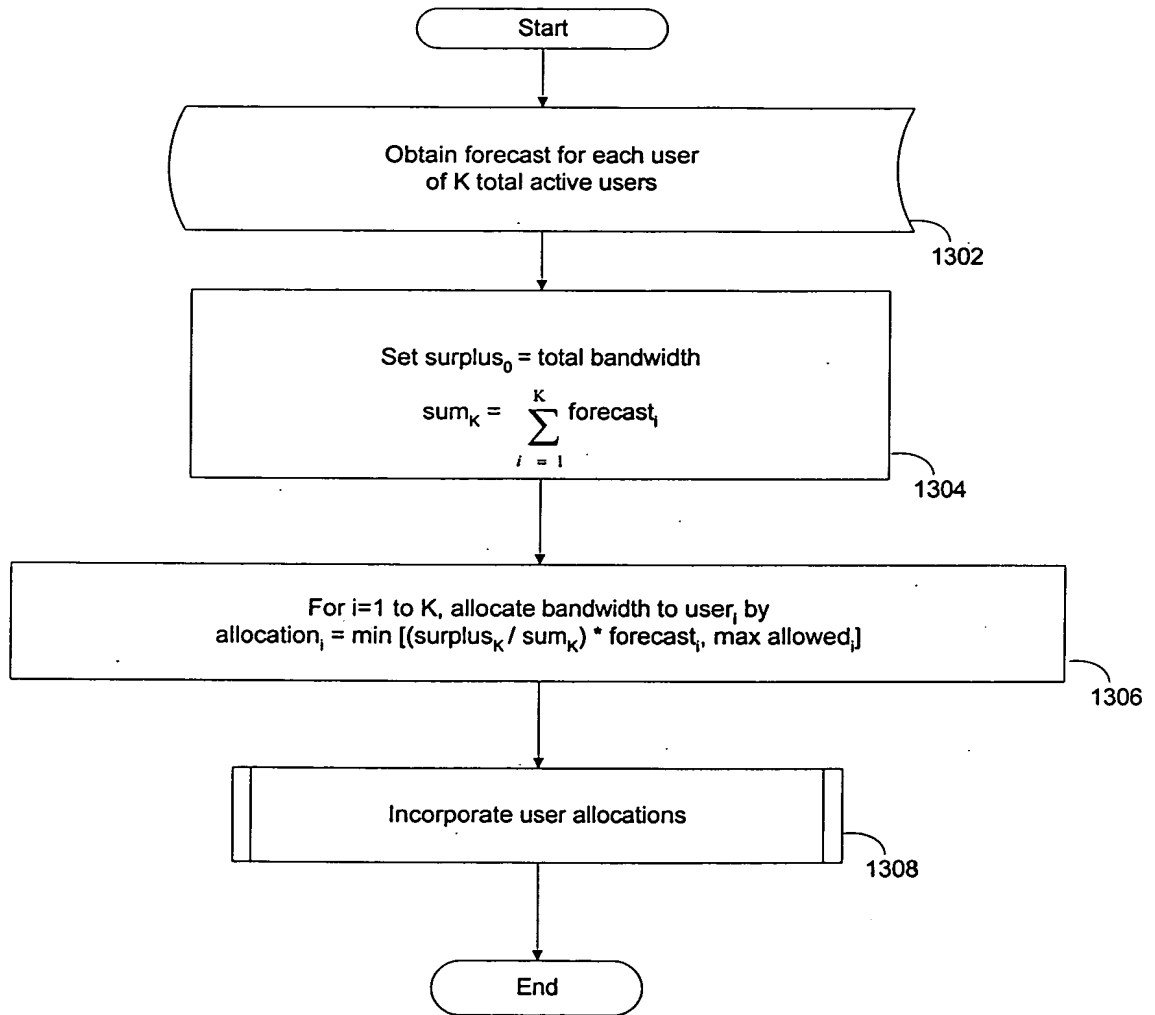 Start
Obtain forecast for each user
of K total active users
1302
Set surplus₀ = total bandwidth
K
sumK = ∑ forecastᵢ
i = 1
1304
For i=1 to K, allocate bandwidth to userᵢ by
allocationᵢ = min [(surplusK / sumK) * forecastᵢ, max allowedᵢ]
1306
Incorporate user allocations
1308
End